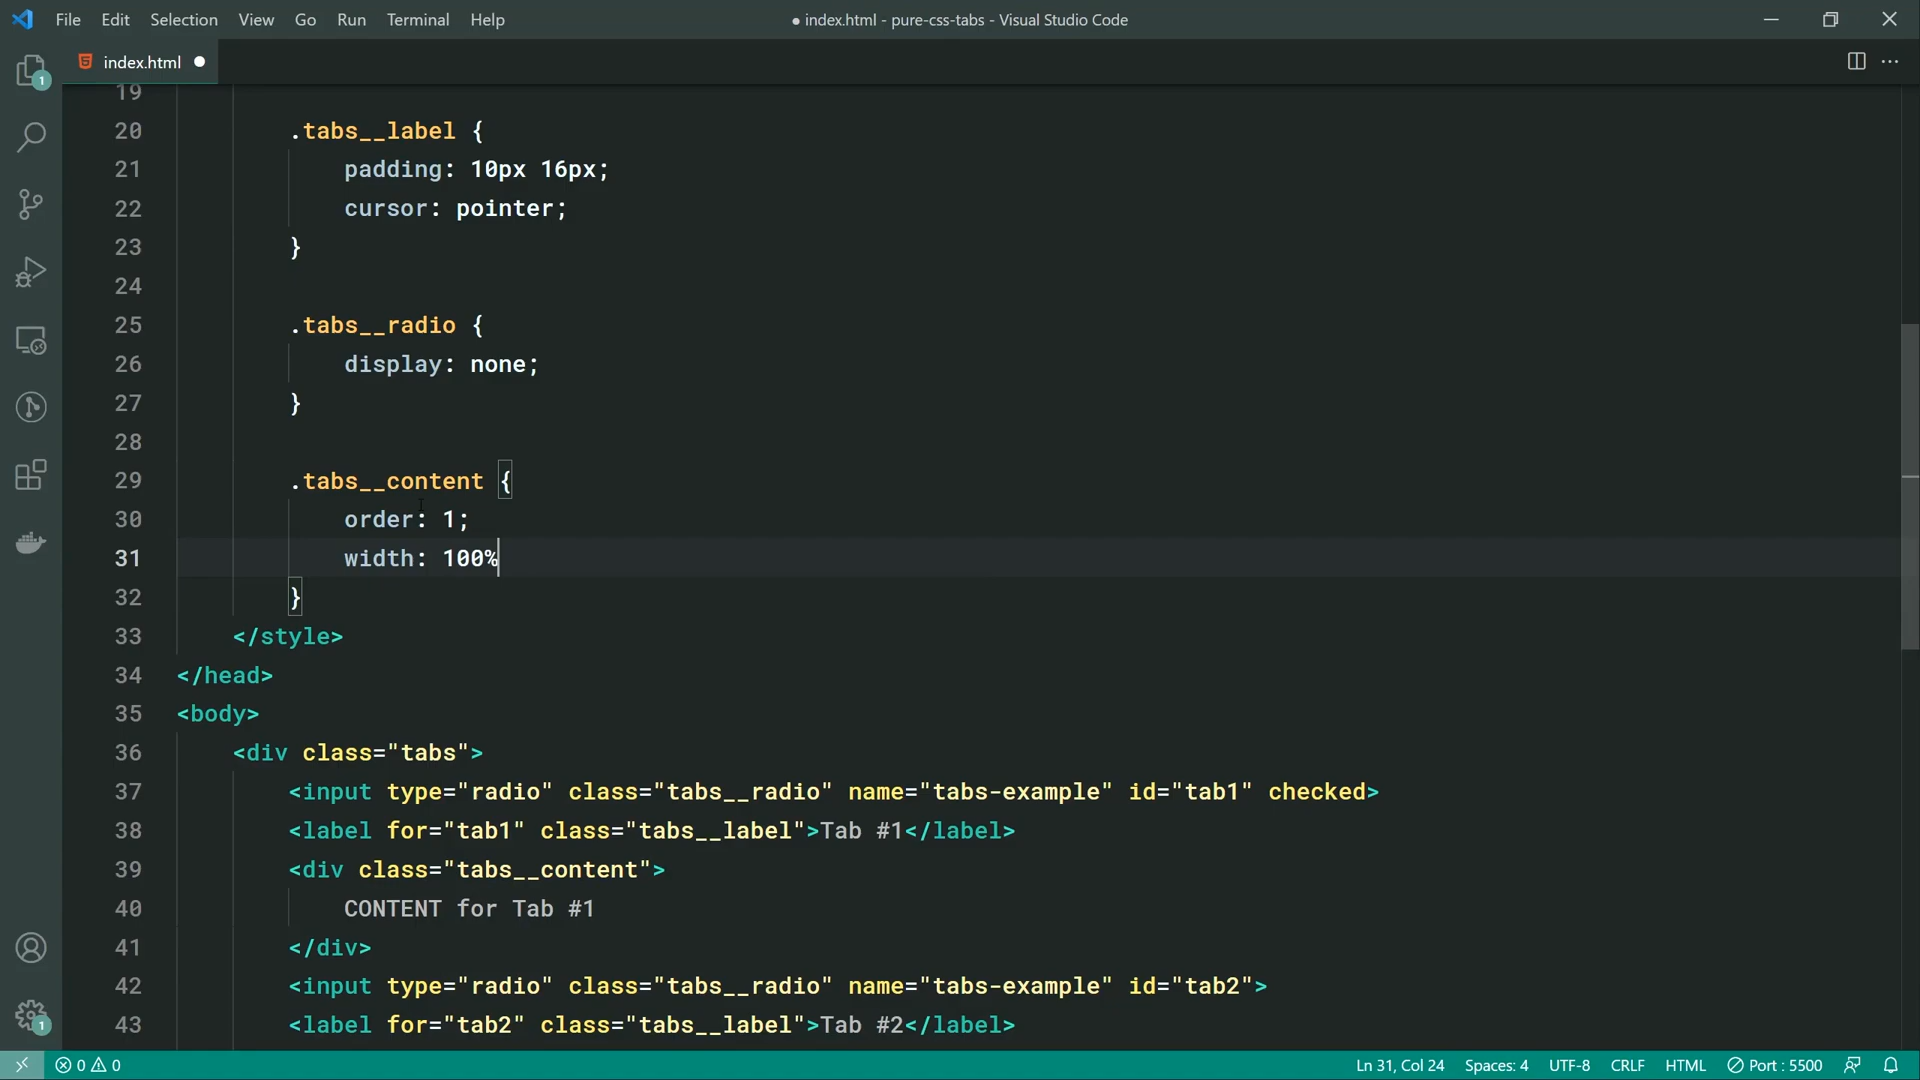 File Edit Selection View Go Run Terminal Help
● index.html - pure-css-tabs - Visual Studio Code
index.html
1
19
20 .tabs__label {
21 padding: 10px 16px;
22 cursor: pointer;
23 }
24
25 .tabs__radio {
26 display: none;
27 }
28
29 .tabs__content {
30 order: 1;
31 width: 100%
32 }
33 </style>
34 </head>
35 <body>
36 <div class="tabs">
37 <input type="radio" class="tabs__radio" name="tabs-example" id="tab1" checked>
38 <label for="tab1" class="tabs__label">Tab #1</label>
39 <div class="tabs__content">
40 CONTENT for Tab #1
41 </div>
42 <input type="radio" class="tabs__radio" name="tabs-example" id="tab2">
43 <label for="tab2" class="tabs__label">Tab #2</label>
1
0 0 Ln 31, Col 24 Spaces: 4 UTF-8 CRLF HTML Port : 5500